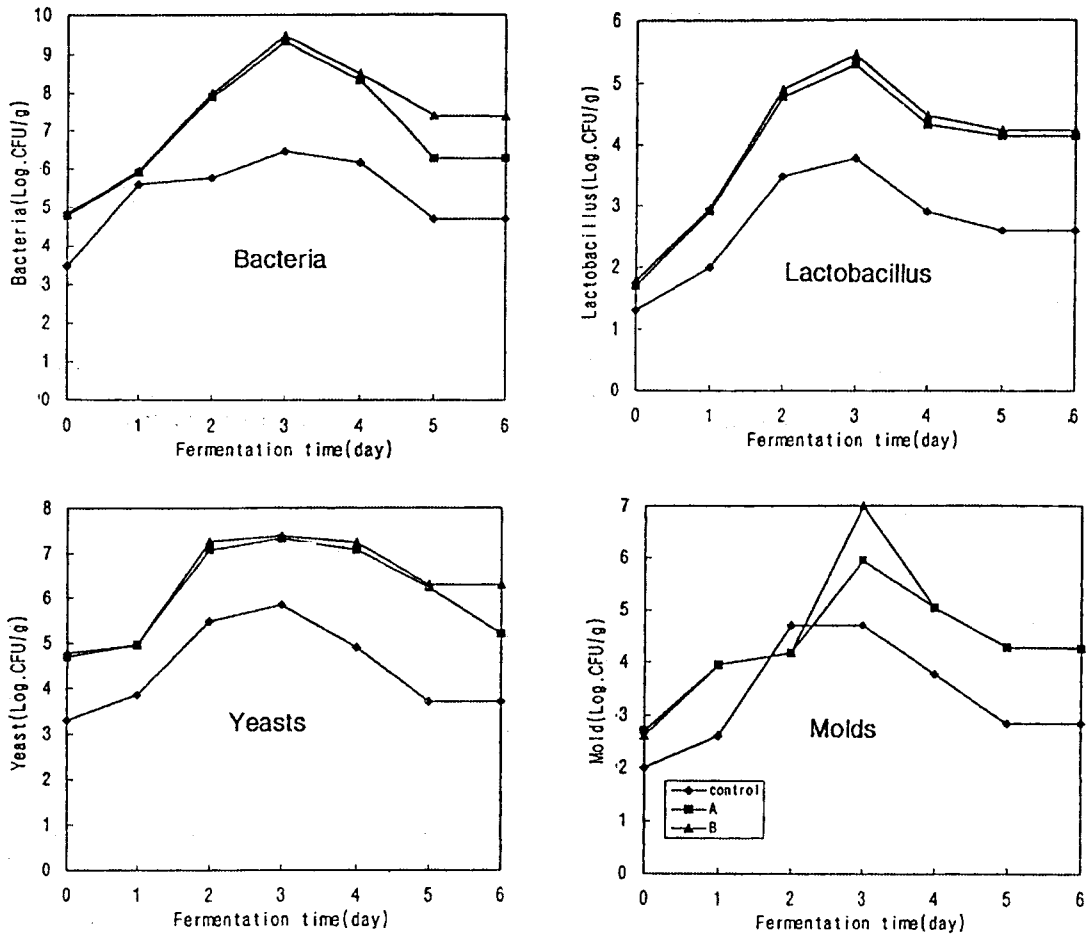 Bacteria(Log.CFU/g)
10
9
8
7
6
5
4
3
2
1
0
Bacteria
0 1 2 3 4 5 6
Fermentation time(day)
Lactobacillus(Log.CFU/g)
6
5
4
3
2
1
0
Lactobacillus
0 1 2 3 4 5 6
Fermentation time(day)
Yeast(Log.CFU/g)
8
7
6
5
4
3
2
1
0
Yeasts
0 1 2 3 4 5 6
Fermentation time(day)
Mold(Log.CFU/g)
7
6
5
4
3
2
1
0
Molds
control
A
B
0 1 2 3 4 5 6
Fermentation time(day)